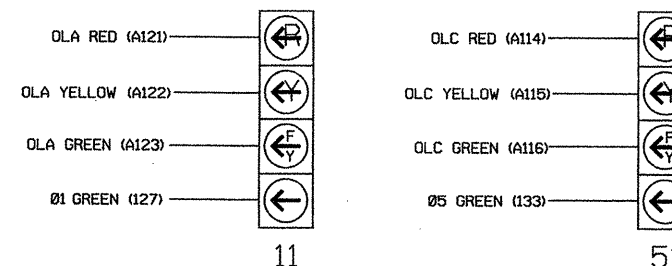 OLA RED (A121) R
OLA YELLOW (A122) Y
OLA GREEN (A123) F Y
Ø1 GREEN (127)
11
OLC RED (A114)
OLC YELLOW (A115)
OLC GREEN (A116) F Y
Ø5 GREEN (133)
5